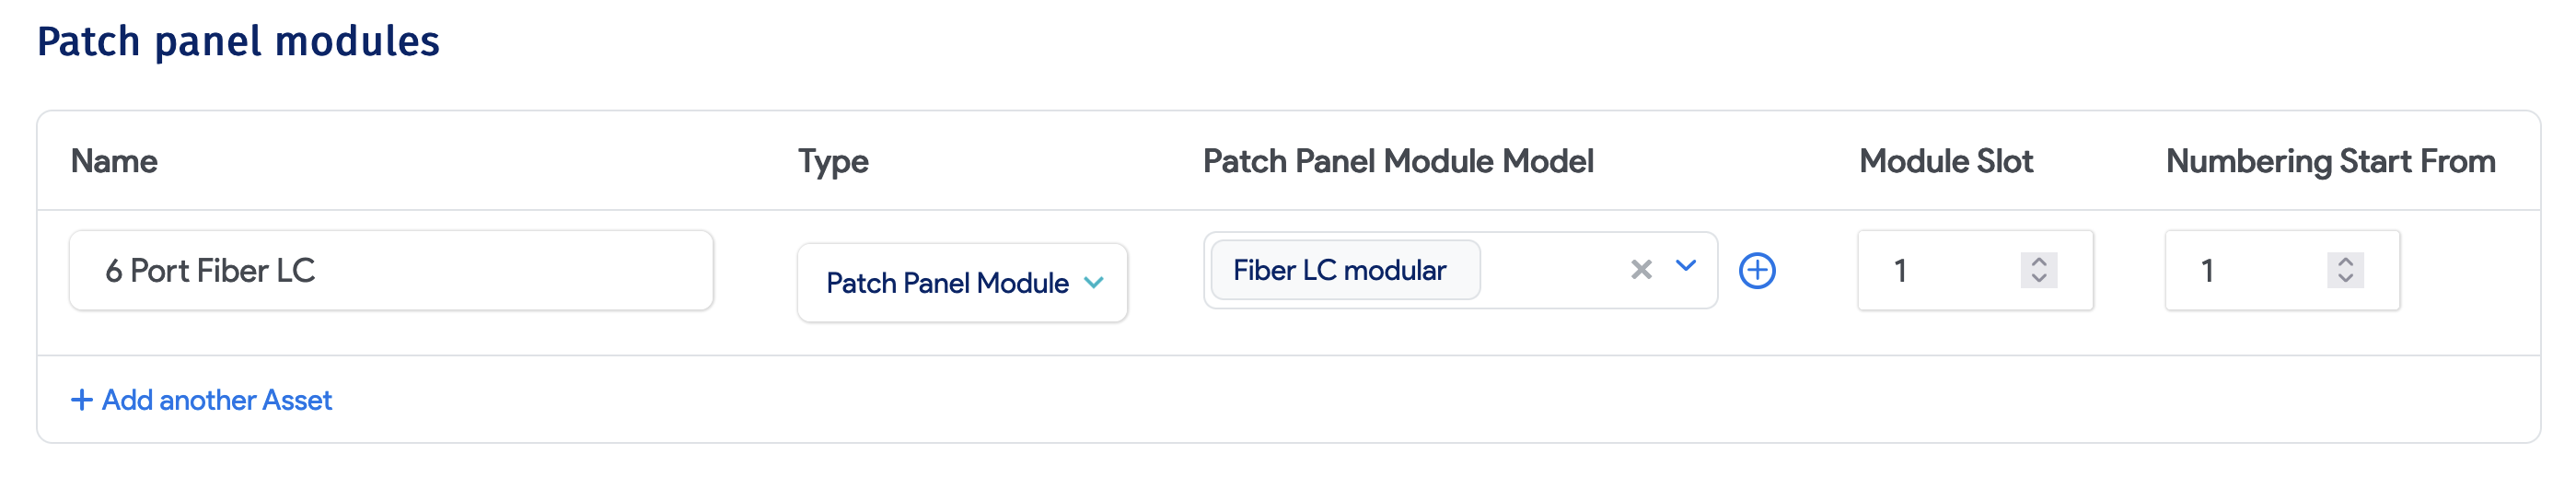 Patch panel modules
Name Type Patch Panel Module Model Module Slot Numbering Start From
6 Port Fiber LC Patch Panel Module Fiber LC modular 1 1
+ Add another Asset